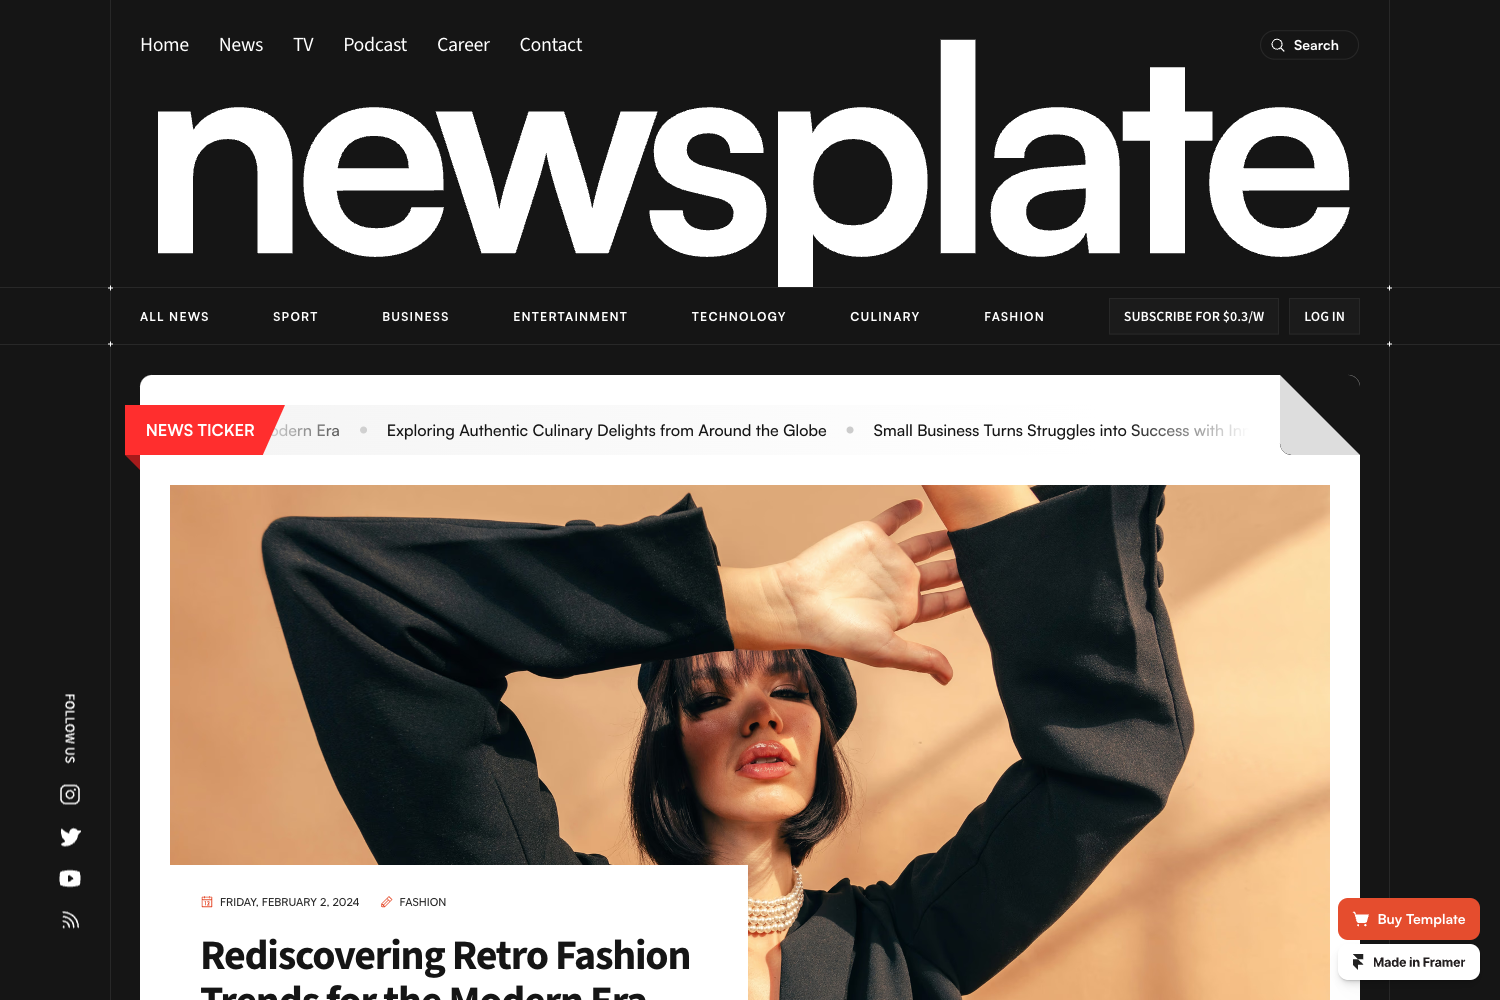 Home News TV Podcast Career Contact
Search
newsplate
ALL NEWS SPORT BUSINESS ENTERTAINMENT TECHNOLOGY CULINARY FASHION SUBSCRIBE FOR $0.3/W LOG IN
NEWS TICKER dern Era • Exploring Authentic Culinary Delights from Around the Globe • Small Business Turns Struggles into Success with In
FOLLOW US
FRIDAY, FEBRUARY 2, 2024 FASHION
Rediscovering Retro Fashion
Trends for the Modern Era
Buy Template
Made in Framer